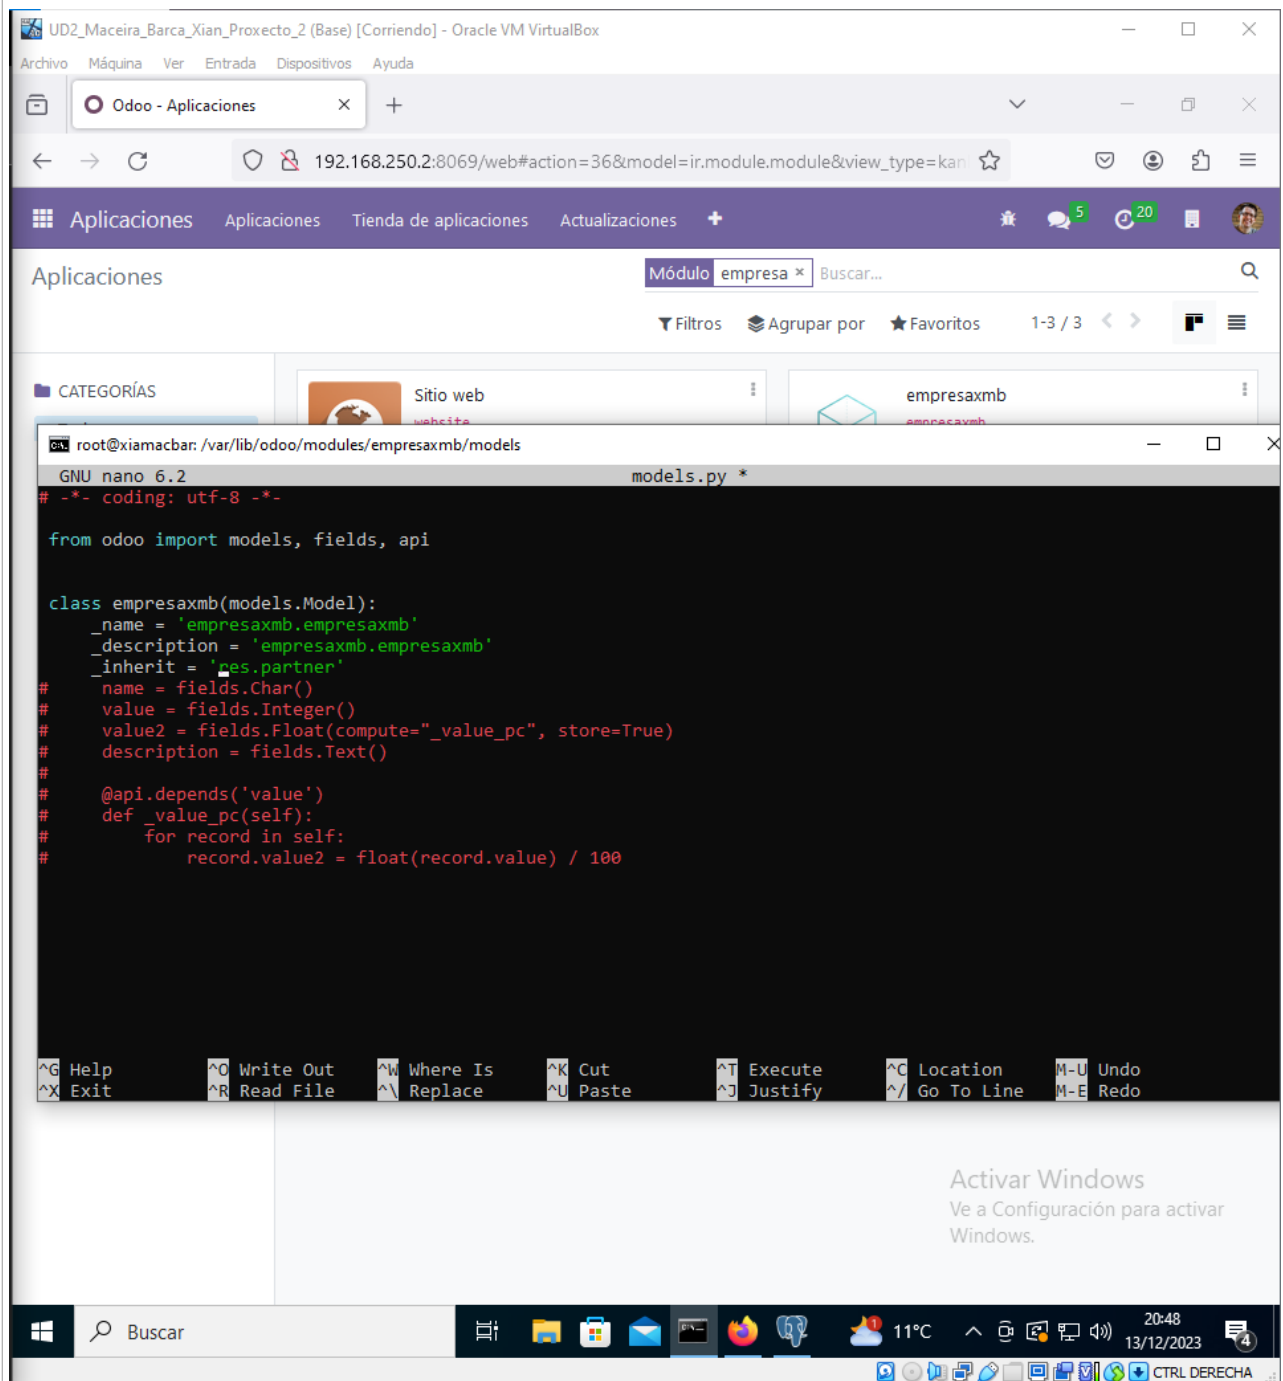 UD2_Maceira_Barca_Xian_Proxecto_2 (Base) [Corriendo] - Oracle VM VirtualBox
Archivo Máquina Ver Entrada Dispositivos Ayuda
Odoo - Aplicaciones
192.168.250.2:8069/web#action=36&model=ir.module.module&view_type=kan
Aplicaciones Aplicaciones Tienda de aplicaciones Actualizaciones 5 20
Aplicaciones
Módulo empresa × Buscar...
Filtros Agrupar por Favoritos 1-3 / 3
CATEGORÍAS
Sitio web
empresaxmb
website
empresaxmb
root@xiamacbar: /var/lib/odoo/modules/empresaxmb/models
GNU nano 6.2 models.py *
# -*- coding: utf-8 -*-
from odoo import models, fields, api
class empresaxmb(models.Model):
_name = 'empresaxmb.empresaxmb'
_description = 'empresaxmb.empresaxmb'
_inherit = 'res.partner'
# name = fields.Char()
# value = fields.Integer()
# value2 = fields.Float(compute="_value_pc", store=True)
# description = fields.Text()
#
# @api.depends('value')
# def _value_pc(self):
# for record in self:
# record.value2 = float(record.value) / 100
^G Help ^O Write Out ^W Where Is ^K Cut ^T Execute ^C Location M-U Undo
^X Exit ^R Read File ^\ Replace ^U Paste ^J Justify ^/ Go To Line M-E Redo
Activar Windows
Ve a Configuración para activar
Windows.
Buscar
1
11°C
20:48
13/12/2023
4
CTRL DERECHA